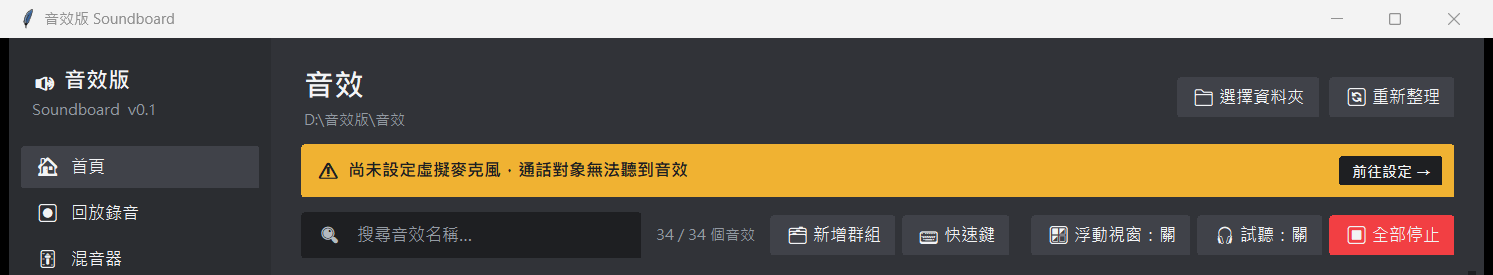 音效版 Soundboard
音效版
Soundboard v0.1
首頁
回放錄音
混音器
音效
D:\音效版\音效
選擇資料夾
重新整理
尚未設定虛擬麥克風，通話對象無法聽到音效
前往設定 →
搜尋音效名稱...
34 / 34 個音效
新增群組
快速鍵
浮動視窗：關
試聽：關
全部停止